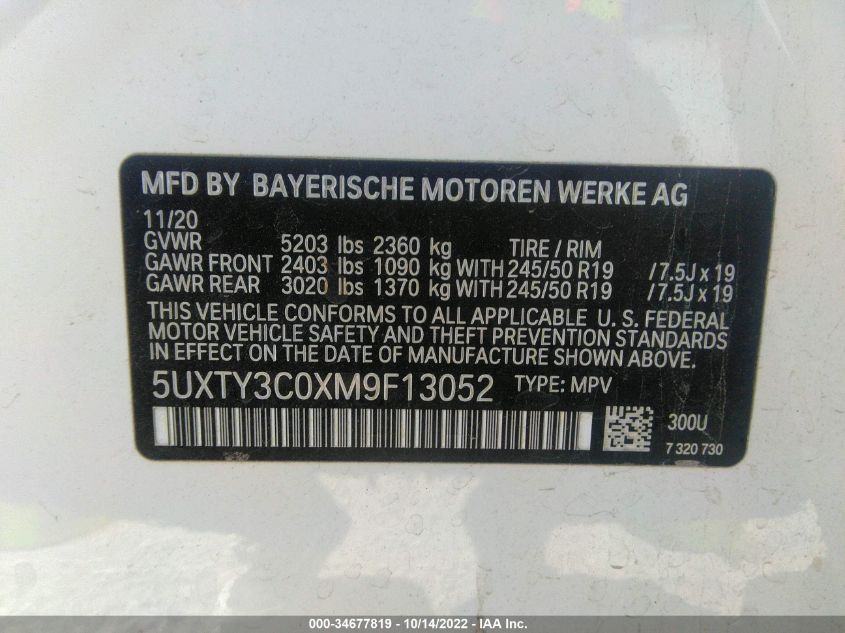 MFD BY BAYERISCHE MOTOREN WERKE AG
11/20
GVWR 5203 lbs 2360 kg TIRE / RIM
GAWR FRONT 2403 lbs 1090 kg WITH 245/50 R19 /7.5J x 19
GAWR REAR 3020 lbs 1370 kg WITH 245/50 R19 /7.5J x 19
THIS VEHICLE CONFORMS TO ALL APPLICABLE U. S. FEDERAL
MOTOR VEHICLE SAFETY AND THEFT PREVENTION STANDARDS
IN EFFECT ON THE DATE OF MANUFACTURE SHOWN ABOVE.
5UXTY3C0XM9F13052 TYPE: MPV
300U
7 320 730
000-34677819 - 10/14/2022 - IAA Inc.